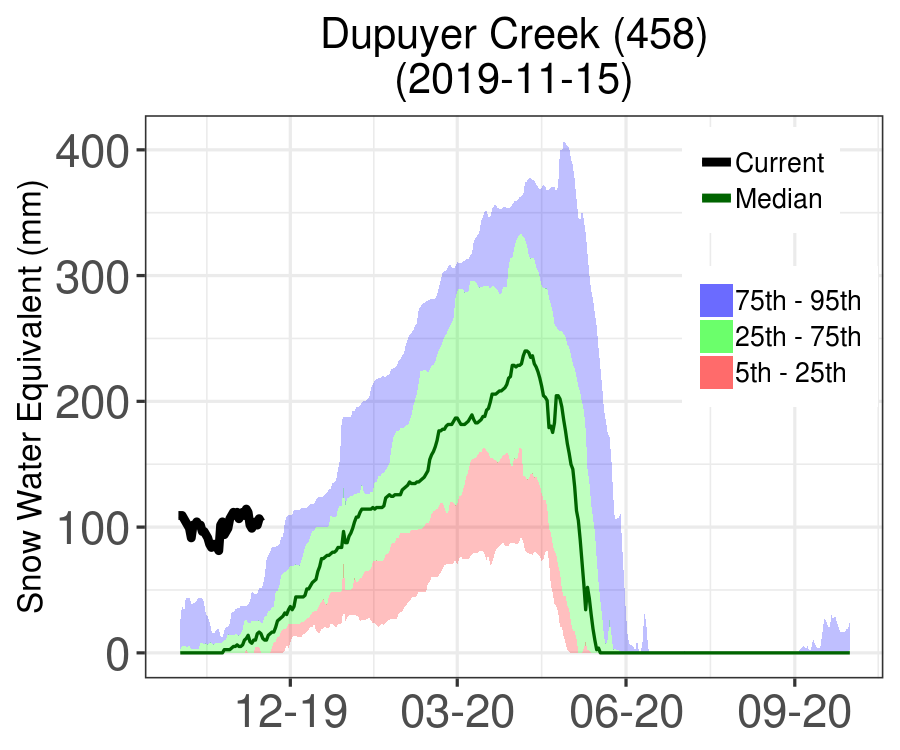 Dupuyer Creek (458)
(2019-11-15)
Snow Water Equivalent (mm)
400
300
200
100
0
Current
Median
75th - 95th
25th - 75th
5th - 25th
12-19 03-20 06-20 09-20